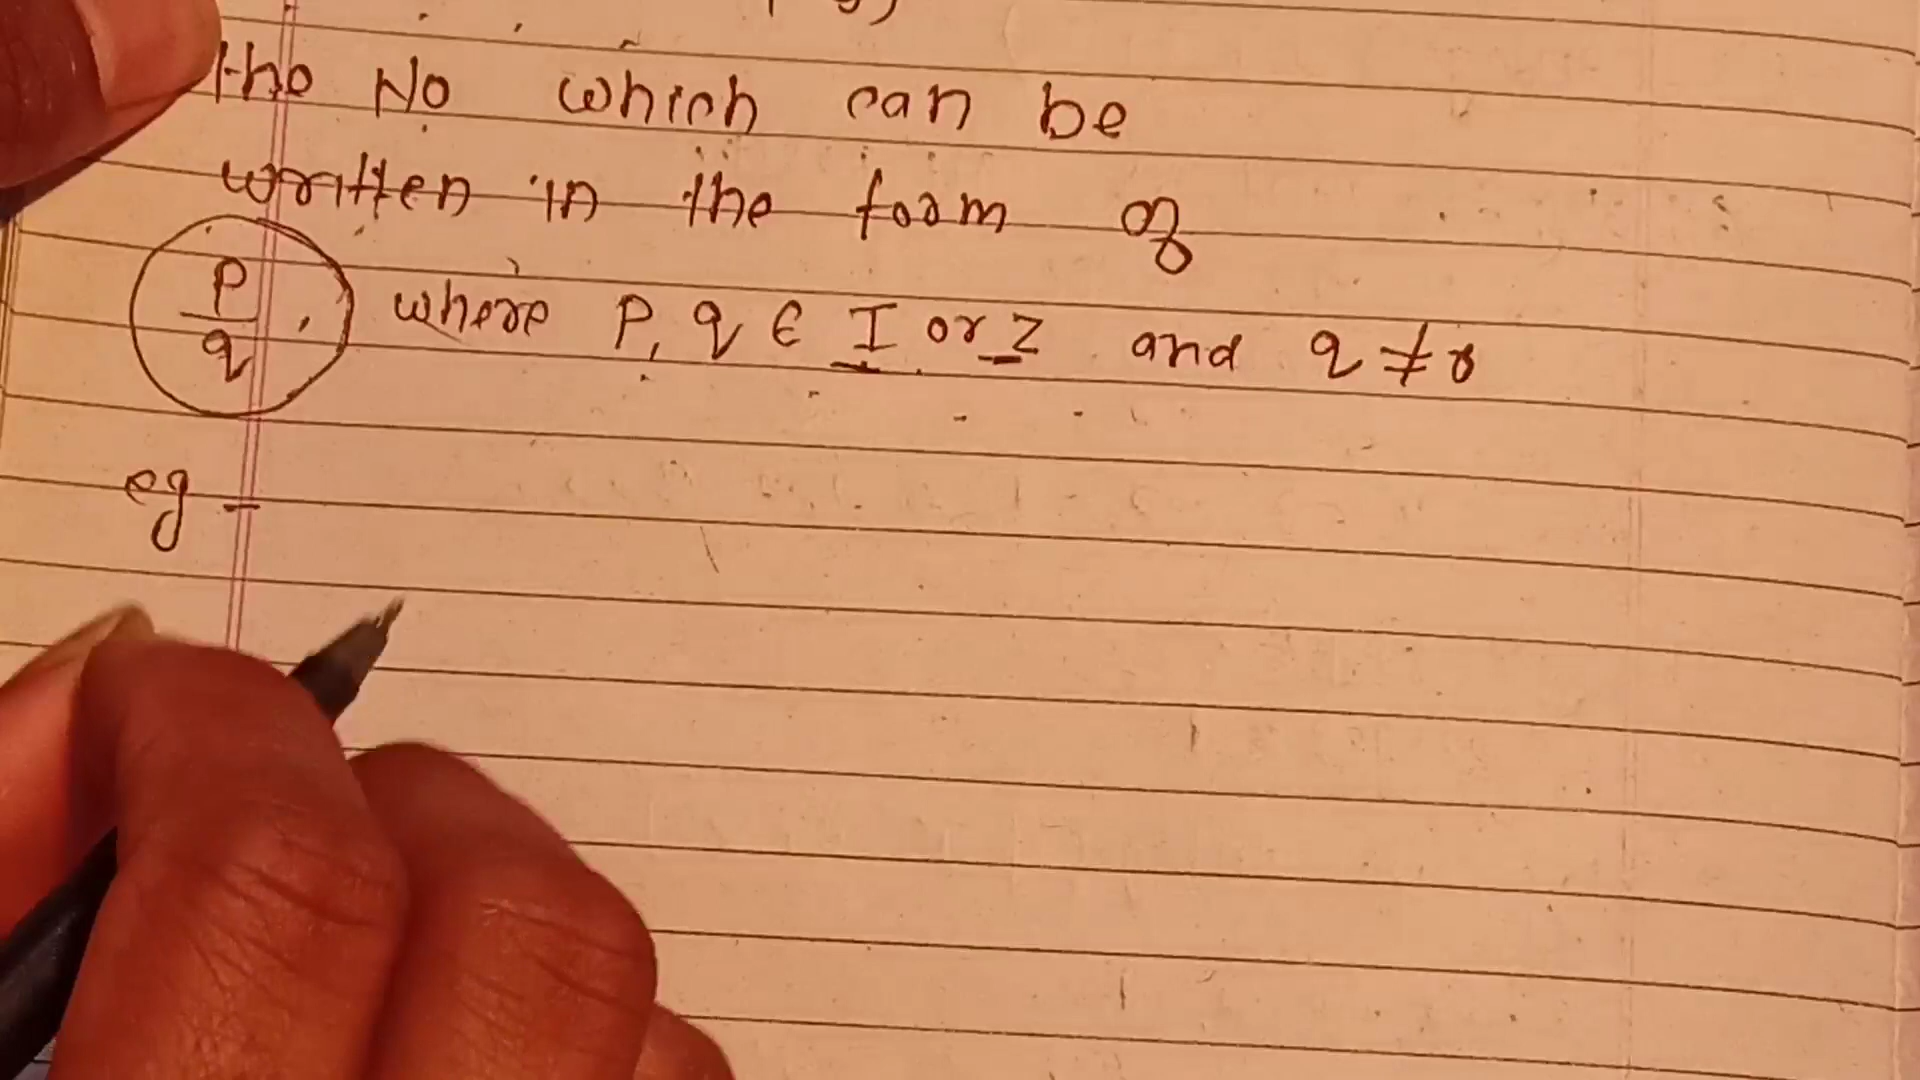 the No which can be
written in the form of
p/q, where P, q ∈ I or Z and q ≠ 0
eg -